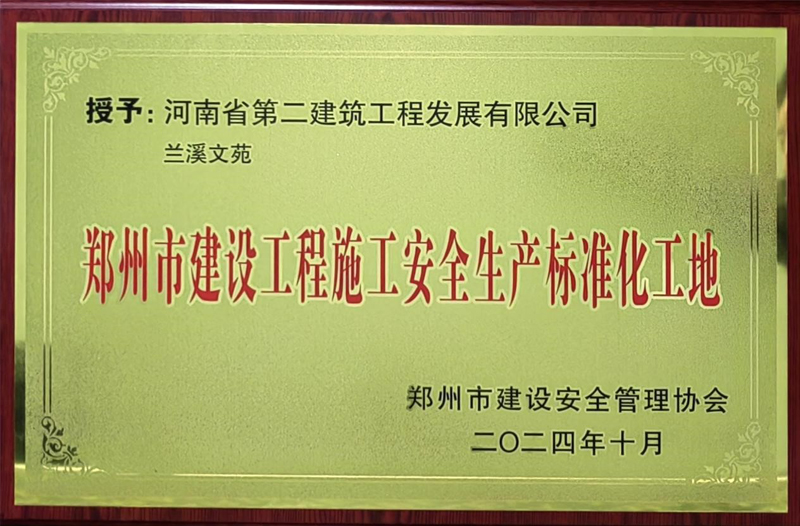 授予：河南省第二建筑工程发展有限公司
兰溪文苑
郑州市建设工程施工安全生产标准化工地
郑州市建设安全管理协会
二〇二四年十月